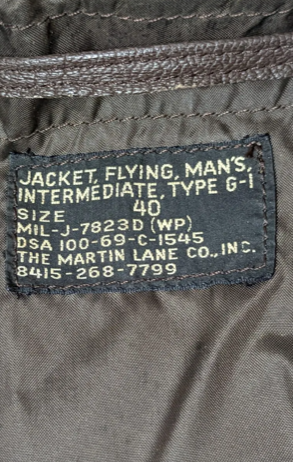 JACKET, FLYING, MAN'S,
INTERMEDIATE, TYPE G-1
SIZE 40
MIL-J-7823D (WP)
DSA 100-69-C-1545
THE MARTIN LANE CO., INC.
8415-268-7799